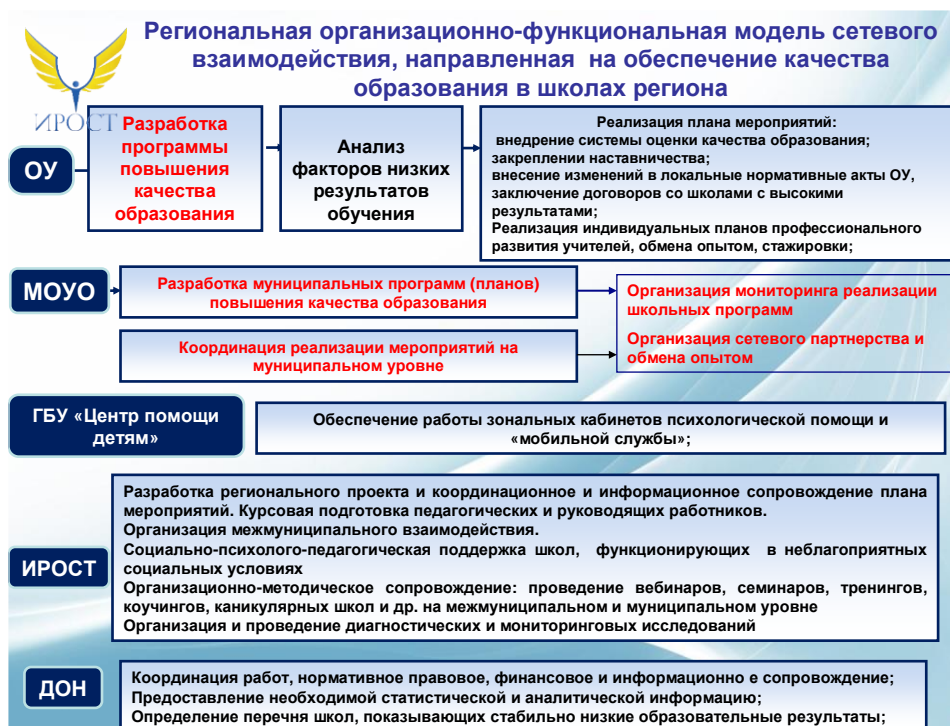 Региональная организационно-функциональная модель сетевого
взаимодействия, направленная на обеспечение качества
образования в школах региона
ИРОСТ
ОУ
Разработка
программы
повышения
качества
образования
Анализ
факторов низких
результатов
обучения
Реализация плана мероприятий:
внедрение системы оценки качества образования;
закреплении наставничества;
внесение изменений в локальные нормативные акты ОУ,
заключение договоров со школами с высокими
результатами;
Реализация индивидуальных планов профессионального
развития учителей, обмена опытом, стажировки;
МОУО
Разработка муниципальных программ (планов)
повышения качества образования
Координация реализации мероприятий на
муниципальном уровне
Организация мониторинга реализации
школьных программ
Организация сетевого партнерства и
обмена опытом
ГБУ «Центр помощи
детям»
Обеспечение работы зональных кабинетов психологической помощи и
«мобильной службы»;
ИРОСТ
Разработка регионального проекта и координационное и информационное сопровождение плана
мероприятий. Курсовая подготовка педагогических и руководящих работников.
Организация межмуниципального взаимодействия.
Социально-психолого-педагогическая поддержка школ, функционирующих в неблагоприятных
социальных условиях
Организационно-методическое сопровождение: проведение вебинаров, семинаров, тренингов,
коучингов, каникулярных школ и др. на межмуниципальном и муниципальном уровне
Организация и проведение диагностических и мониторинговых исследований
ДОН
Координация работ, нормативное правовое, финансовое и информационно е сопровождение;
Предоставление необходимой статистической и аналитической информацию;
Определение перечня школ, показывающих стабильно низкие образовательные результаты;